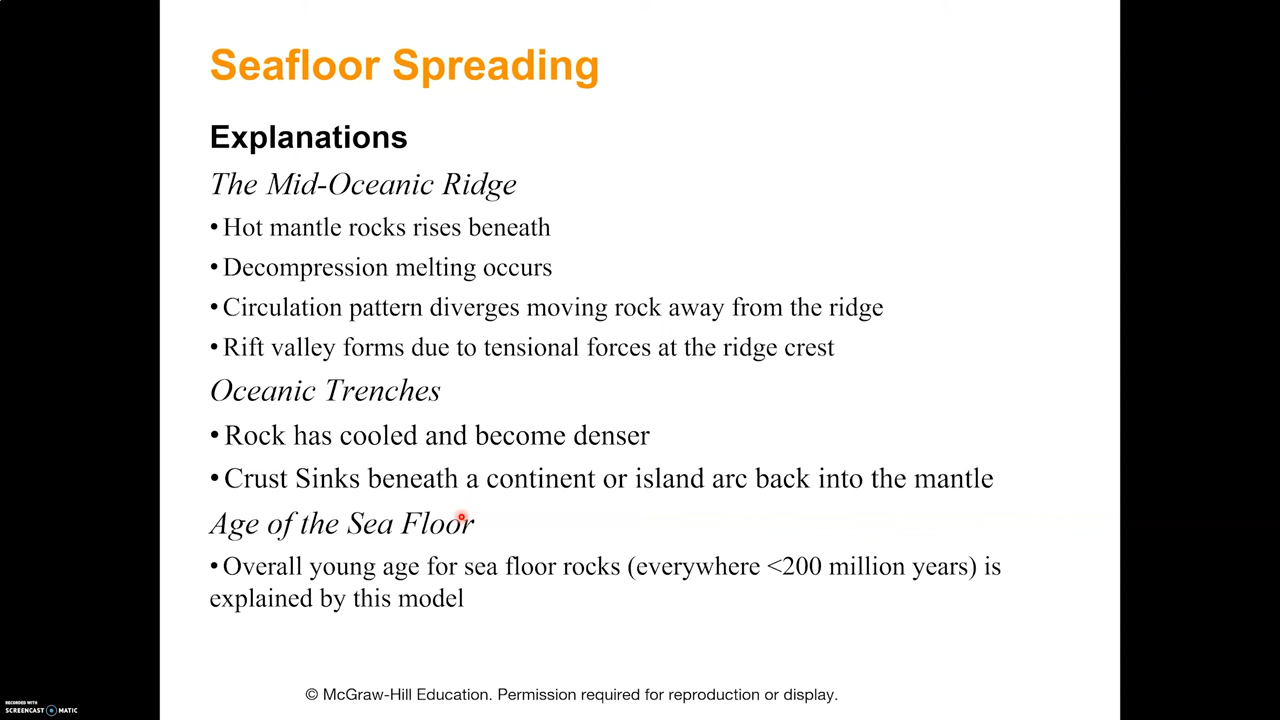 Seafloor Spreading
Explanations
The Mid-Oceanic Ridge
• Hot mantle rocks rises beneath
• Decompression melting occurs
• Circulation pattern diverges moving rock away from the ridge
• Rift valley forms due to tensional forces at the ridge crest
Oceanic Trenches
• Rock has cooled and become denser
• Crust Sinks beneath a continent or island arc back into the mantle
Age of the Sea Floor
• Overall young age for sea floor rocks (everywhere <200 million years) is
explained by this model
© McGraw-Hill Education. Permission required for reproduction or display.
RECORDED WITH
SCREENCAST MATIC